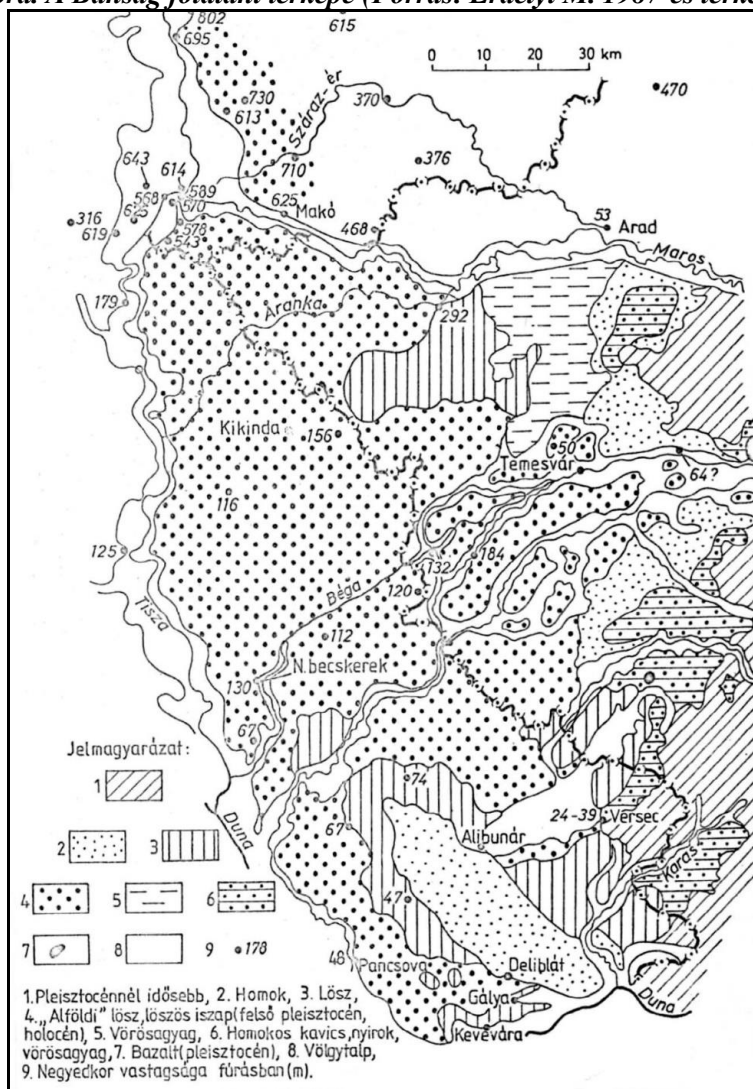 A Bánság földtani térképe (Forrás: Erdélyi M. 1967 és térké
802
615
695
0 10 20 30 km
730
370
470
613
Száraz-ér
643
614
710
376
568
589
625
Makó
570
316
625
619
578
543
468
53
Arad
Maros
179
Aranka
292
Kikinda
156
50
Temesvár
64?
116
125
184
132
Béga
120
Tisza
112
N.becskerek
130
67
Jelmagyarázat:
1
74
Duna
24-39
Versec
2
3
67
Alibunár
Karas
4
5
6
47
7
8
9
178
48
Pancsova
Deliblát
Gálya
Duna
Kevevára
1.Pleisztocénnél idősebb, 2. Homok, 3. Lösz,
4.„Alföldi” lösz,löszös iszap(felső pleisztocén,
holocén), 5. Vörösagyag, 6. Homokos kavics,nyirok,
vörösagyag,7. Bazalt(pleisztocén), 8. Völgytalp,
9. Negyedkor vastagsága fúrásban(m).